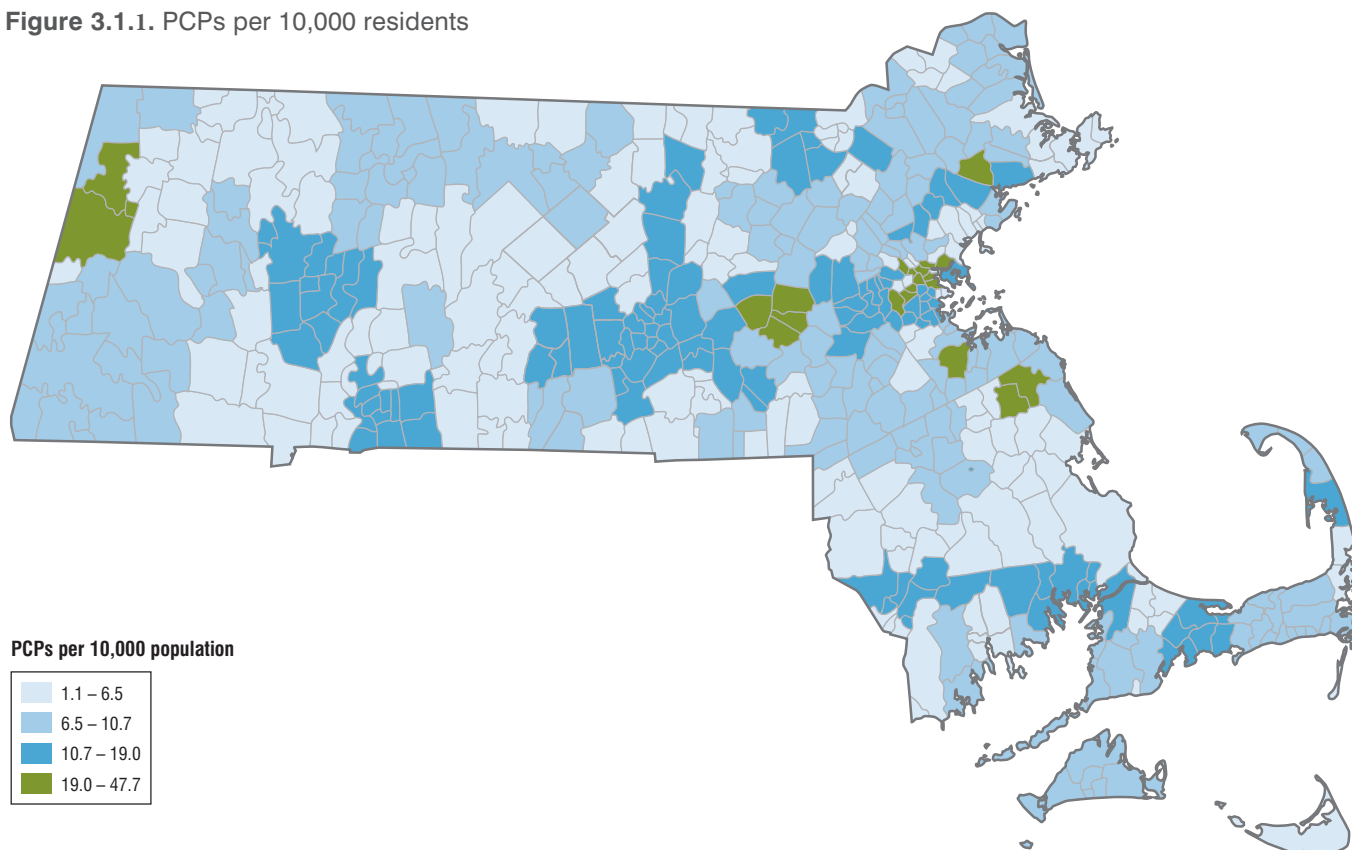 Figure 3.1.1. PCPs per 10,000 residents
PCPs per 10,000 population
1.1 – 6.5
6.5 – 10.7
10.7 – 19.0
19.0 – 47.7